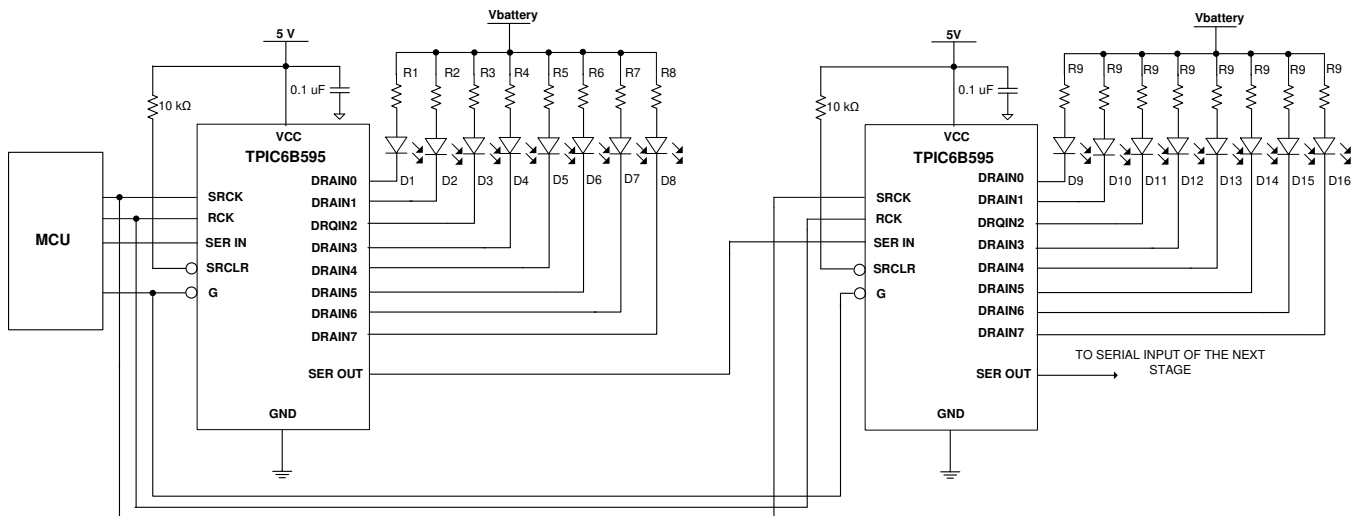 Vbattery
5 V
R1 R2 R3 R4 R5 R6 R7 R8
10 kΩ
0.1 uF
VCC
TPIC6B595
MCU
SRCK
RCK
SER IN
SRCLR
G
DRAIN0
DRAIN1
DRQIN2
DRAIN3
DRAIN4
DRAIN5
DRAIN6
DRAIN7
SER OUT
GND
D1 D2 D3 D4 D5 D6 D7 D8
Vbattery
5V
R9 R9 R9 R9 R9 R9 R9 R9
10 kΩ
0.1 uF
VCC
TPIC6B595
SRCK
RCK
SER IN
SRCLR
G
DRAIN0
DRAIN1
DRQIN2
DRAIN3
DRAIN4
DRAIN5
DRAIN6
DRAIN7
SER OUT
GND
D9 D10 D11 D12 D13 D14 D15 D16
TO SERIAL INPUT OF THE NEXT
STAGE